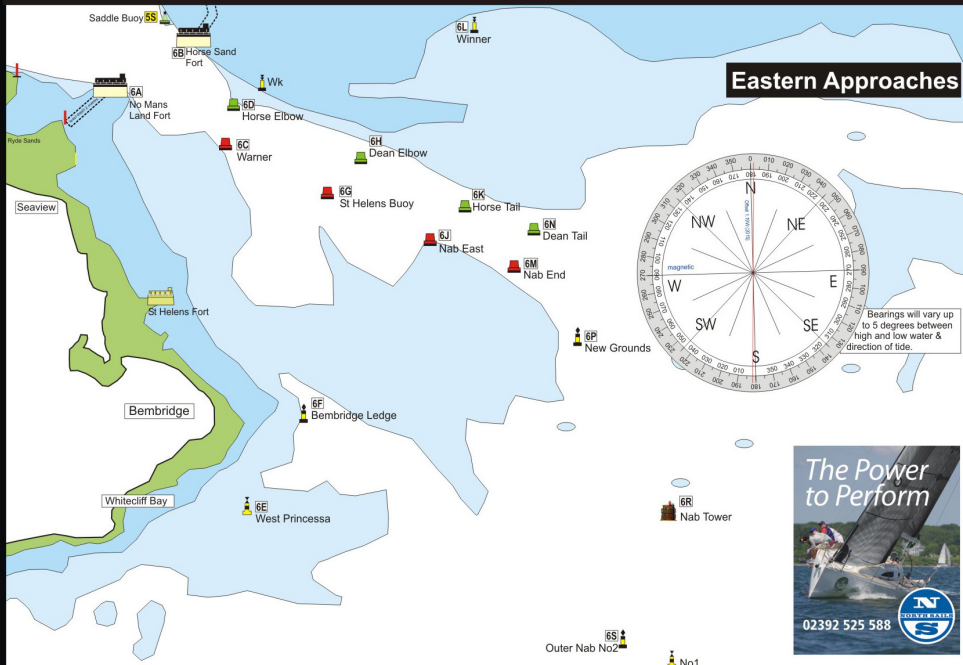 Saddle Buoy 5S
6B Horse Sand
Fort
6L
Winner
Eastern Approaches
6A
No Mans
Land Fort
Wk
6D
Horse Elbow
Ryde Sands
6C
Warner
6H
Dean Elbow
6G
St Helens Buoy
6K
Horse Tail
Seaview
6J
Nab East
6N
Dean Tail
6M
Nab End
N
NE
E
SE
S
SW
W
NW
magnetic
St Helens Fort
Bearings will vary up
to 5 degrees between
high and low water &
direction of tide.
6P
New Grounds
6F
Bembridge Ledge
Bembridge
Whitecliff Bay
6E
West Princessa
6R
Nab Tower
The Power
to Perform
02392 525 588
N
NORTH SAILS
S
6S
Outer Nab No2
No1